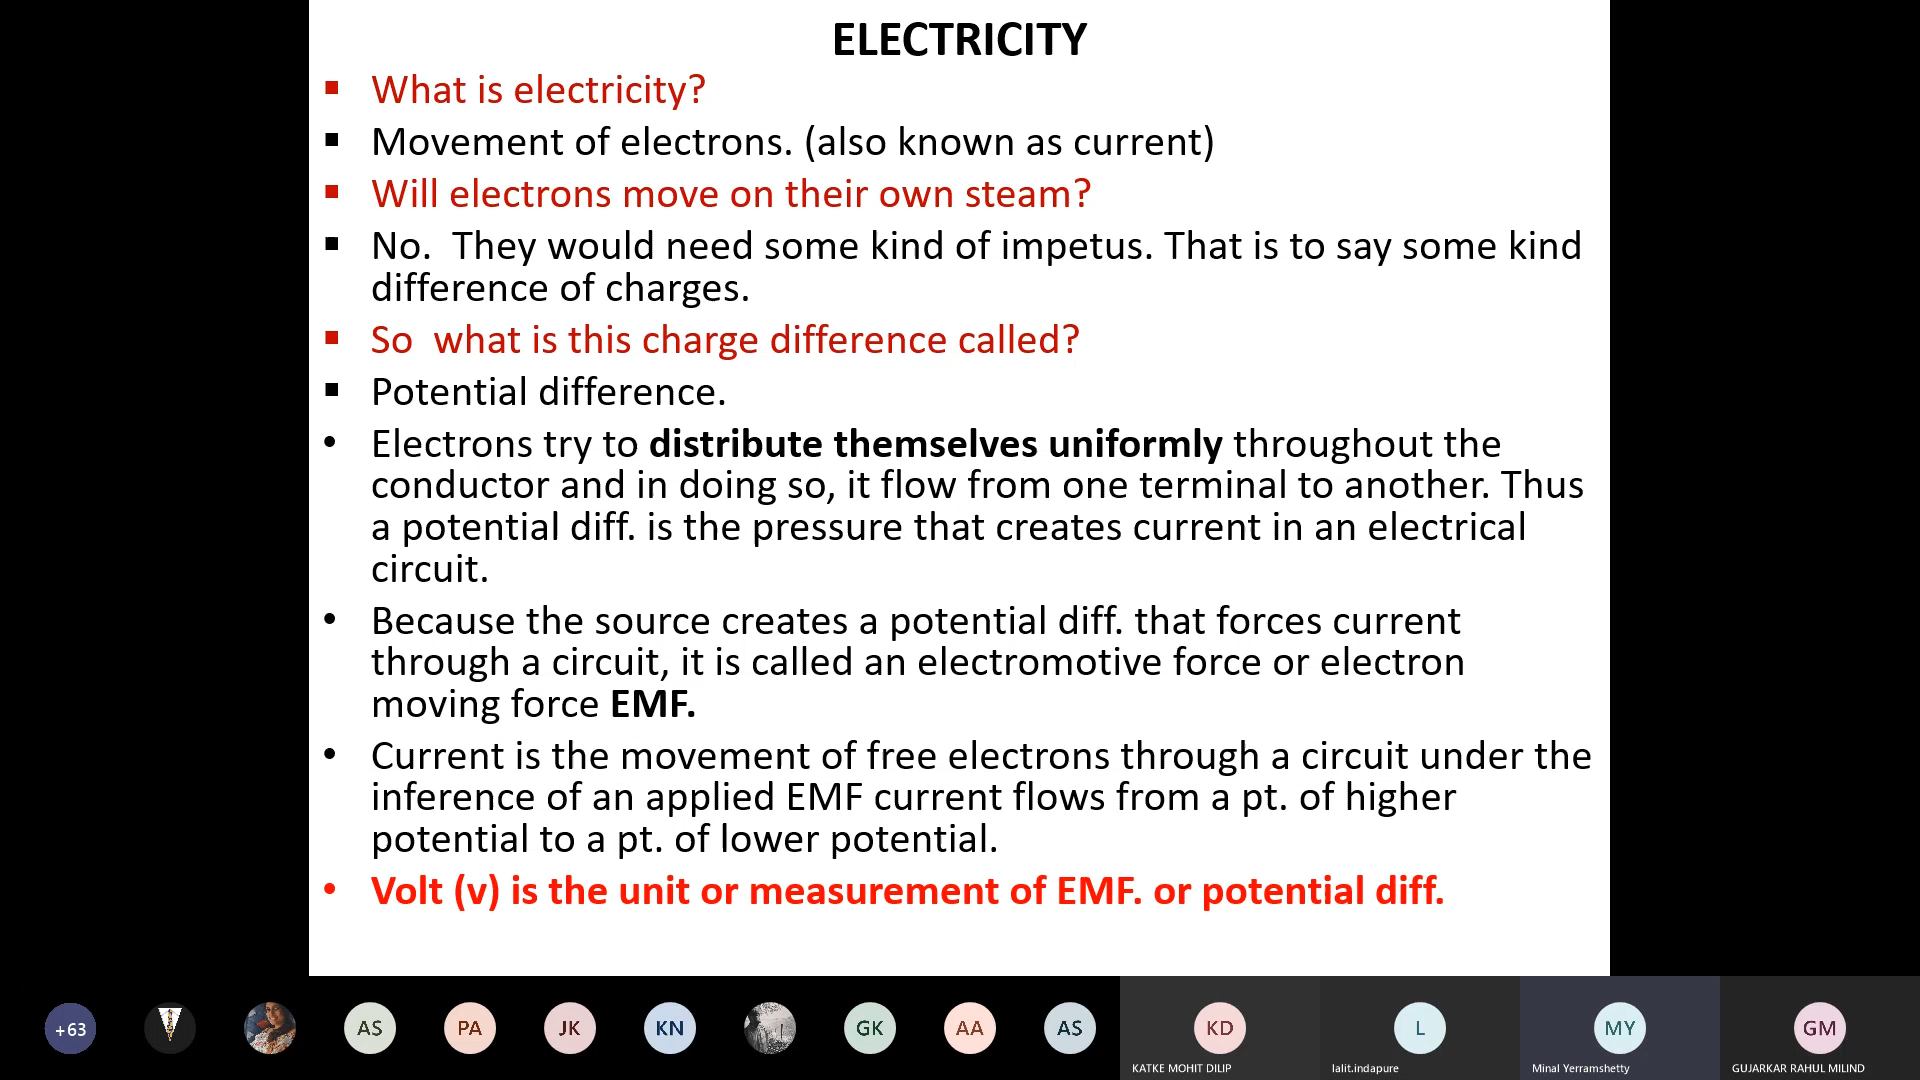 ELECTRICITY
▪ What is electricity?
▪ Movement of electrons. (also known as current)
▪ Will electrons move on their own steam?
▪ No.  They would need some kind of impetus. That is to say some kind
difference of charges.
▪ So  what is this charge difference called?
▪ Potential difference.
• Electrons try to distribute themselves uniformly throughout the
conductor and in doing so, it flow from one terminal to another. Thus
a potential diff. is the pressure that creates current in an electrical
circuit.
• Because the source creates a potential diff. that forces current
through a circuit, it is called an electromotive force or electron
moving force EMF.
• Current is the movement of free electrons through a circuit under the
inference of an applied EMF current flows from a pt. of higher
potential to a pt. of lower potential.
• Volt (v) is the unit or measurement of EMF. or potential diff.
+63 AS PA JK KN GK AA AS KD L MY GM
KATKE MOHIT DILIP lalit.indapure Minal Yerramshetty GUJARKAR RAHUL MILIND